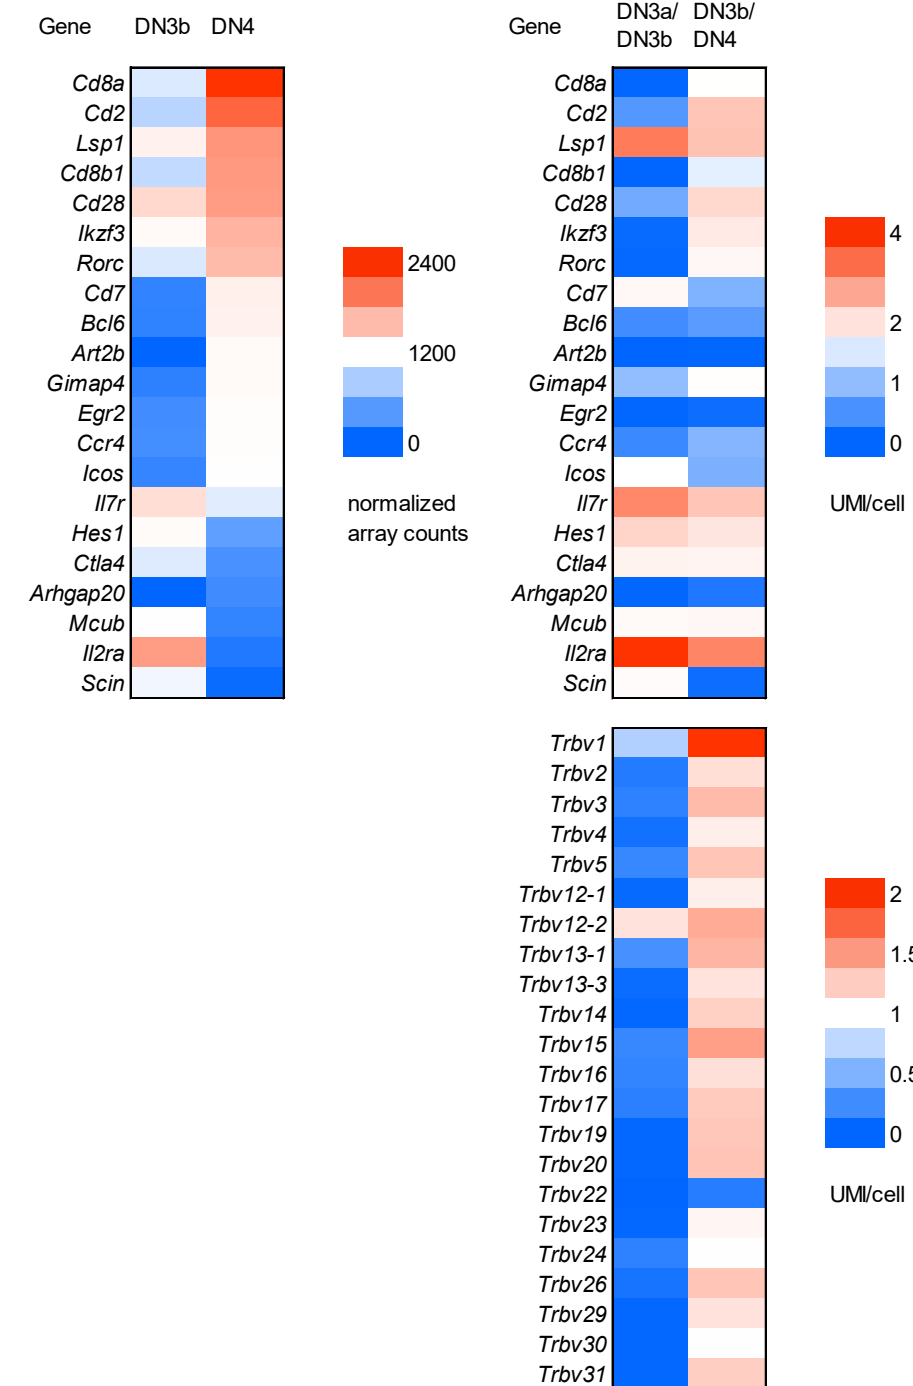 Gene DN3b DN4
Cd8a
Cd2
Lsp1
Cd8b1
Cd28
Ikzf3
Rorc
Cd7
Bcl6
Art2b
Gimap4
Egr2
Ccr4
Icos
Il7r
Hes1
Ctla4
Arhgap20
Mcub
Il2ra
Scin
2400
1200
0
normalized
array counts
Gene
DN3a/ DN3b/
DN3b DN4
Cd8a
Cd2
Lsp1
Cd8b1
Cd28
Ikzf3
Rorc
Cd7
Bcl6
Art2b
Gimap4
Egr2
Ccr4
Icos
Il7r
Hes1
Ctla4
Arhgap20
Mcub
Il2ra
Scin
4
2
1
0
UMI/cell
Trbv1
Trbv2
Trbv3
Trbv4
Trbv5
Trbv12-1
Trbv12-2
Trbv13-1
Trbv13-3
Trbv14
Trbv15
Trbv16
Trbv17
Trbv19
Trbv20
Trbv22
Trbv23
Trbv24
Trbv26
Trbv29
Trbv30
Trbv31
2
1.5
1
0.5
0
UMI/cell